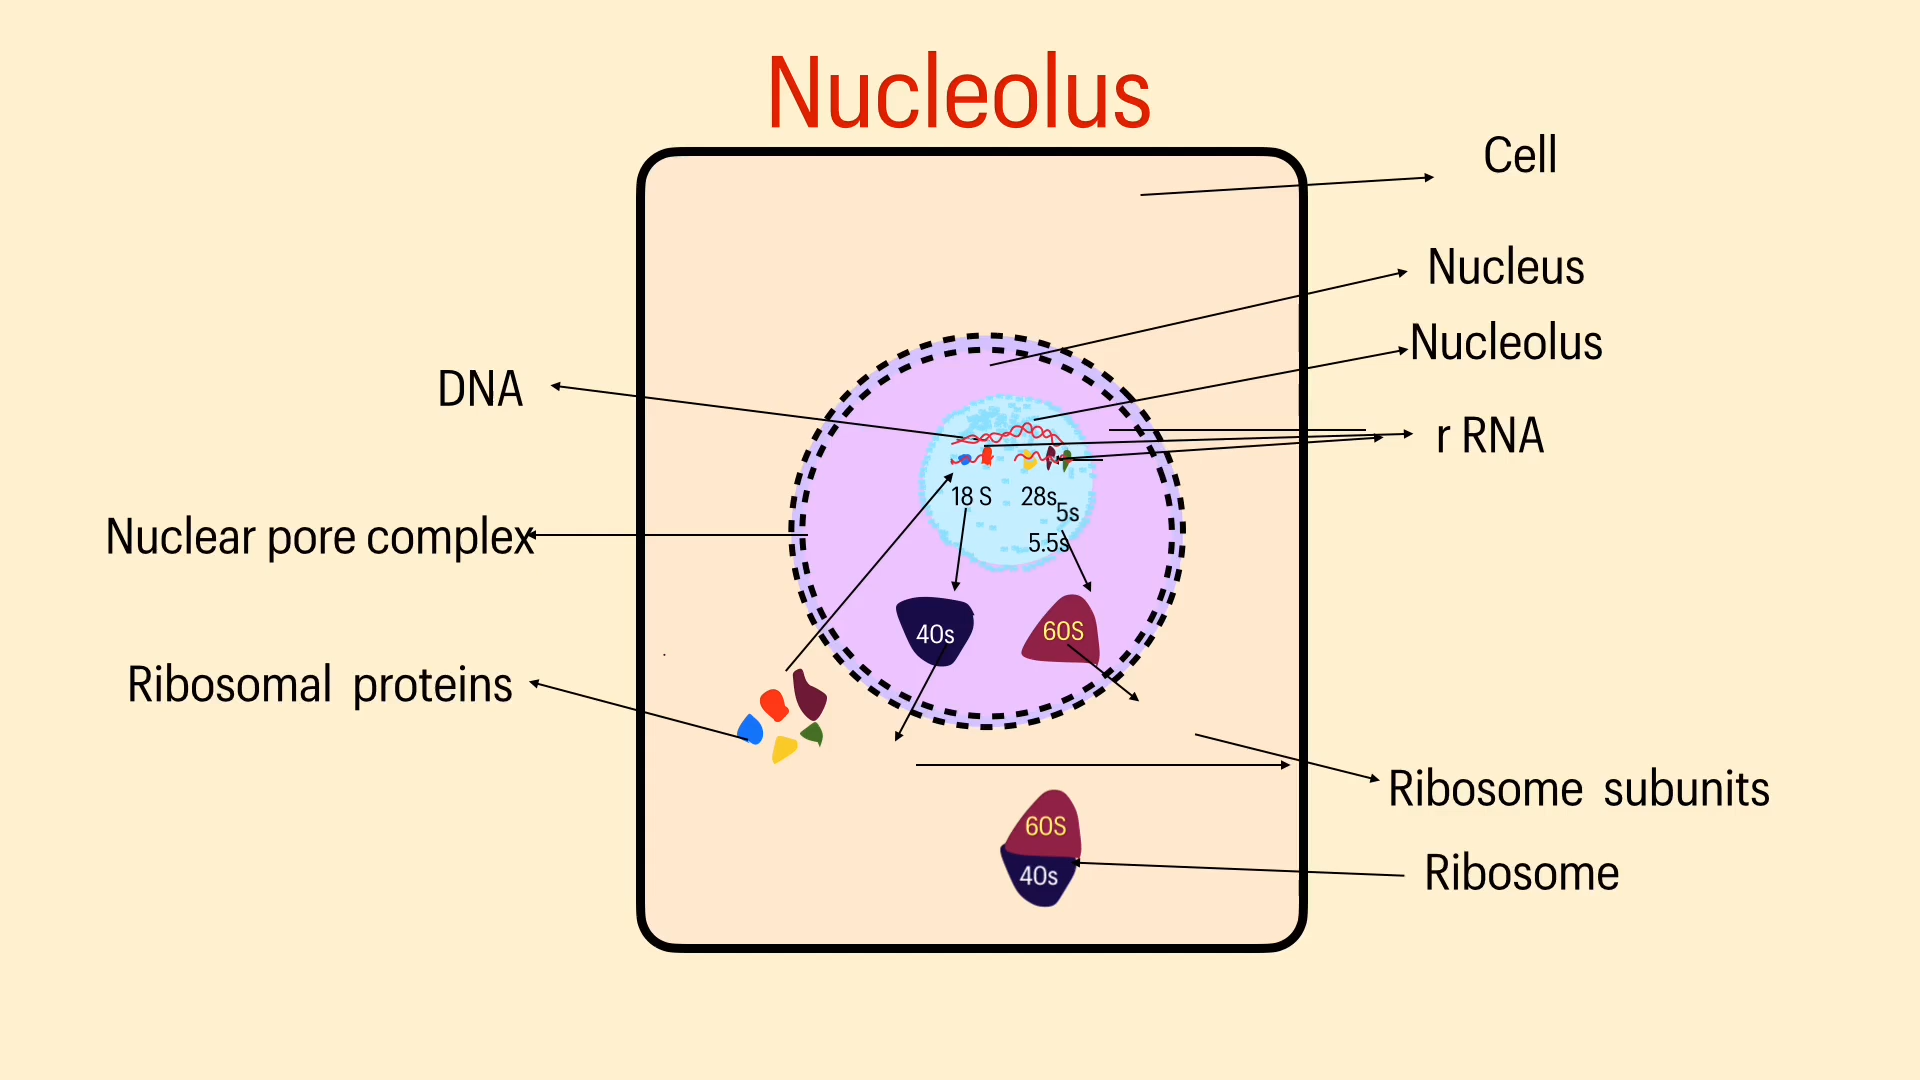 Nucleolus
Cell
Nucleus
Nucleolus
DNA
r RNA
18 S
28s
5s
5.5s
Nuclear pore complex
40s
60S
Ribosomal proteins
Ribosome subunits
60S
40s
Ribosome